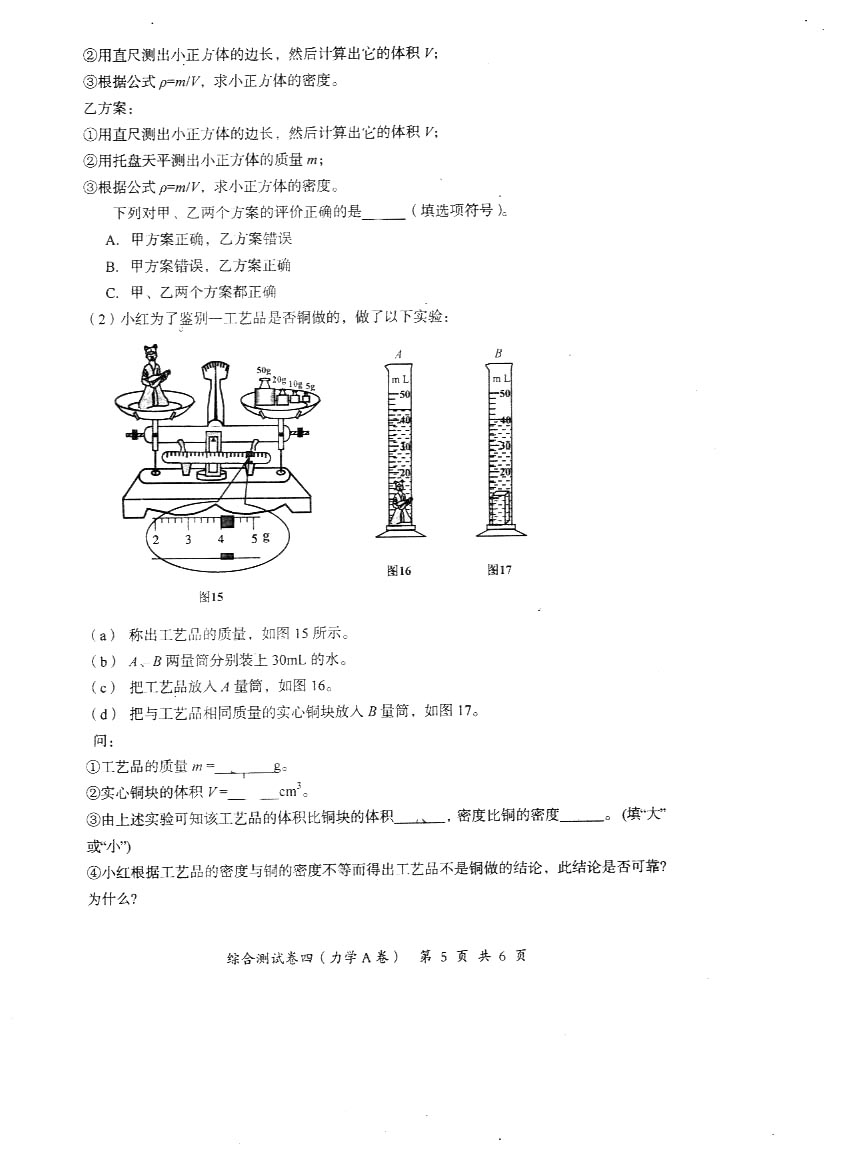 ②用直尺测出小正方体的边长，然后计算出它的体积 V；
③根据公式 ρ=m/V，求小正方体的密度。
乙方案：
①用直尺测出小正方体的边长，然后计算出它的体积 V；
②用托盘天平测出小正方体的质量 m；
③根据公式 ρ=m/V，求小正方体的密度。
下列对甲、乙两个方案的评价正确的是______（填选项符号）。
A. 甲方案正确，乙方案错误
B. 甲方案错误，乙方案正确
C. 甲、乙两个方案都正确
（2）小红为了鉴别一工艺品是否铜做的，做了以下实验：
50g 20g 10g 5g
2 3 4 5 g
图15
A
mL
50
40
30
20
图16
B
mL
50
40
30
20
图17
（a） 称出工艺品的质量，如图 15 所示。
（b） A、B 两量筒分别装上 30mL 的水。
（c） 把工艺品放入 A 量筒，如图 16。
（d） 把与工艺品相同质量的实心铜块放入 B 量筒，如图 17。
问：
①工艺品的质量 m =________g。
②实心铜块的体积 V=________cm³。
③由上述实验可知该工艺品的体积比铜块的体积______，密度比铜的密度______。(填“大”
或“小”)
④小红根据工艺品的密度与铜的密度不等而得出工艺品不是铜做的结论，此结论是否可靠？
为什么？
综合测试卷四（力学 A 卷） 第 5 页 共 6 页